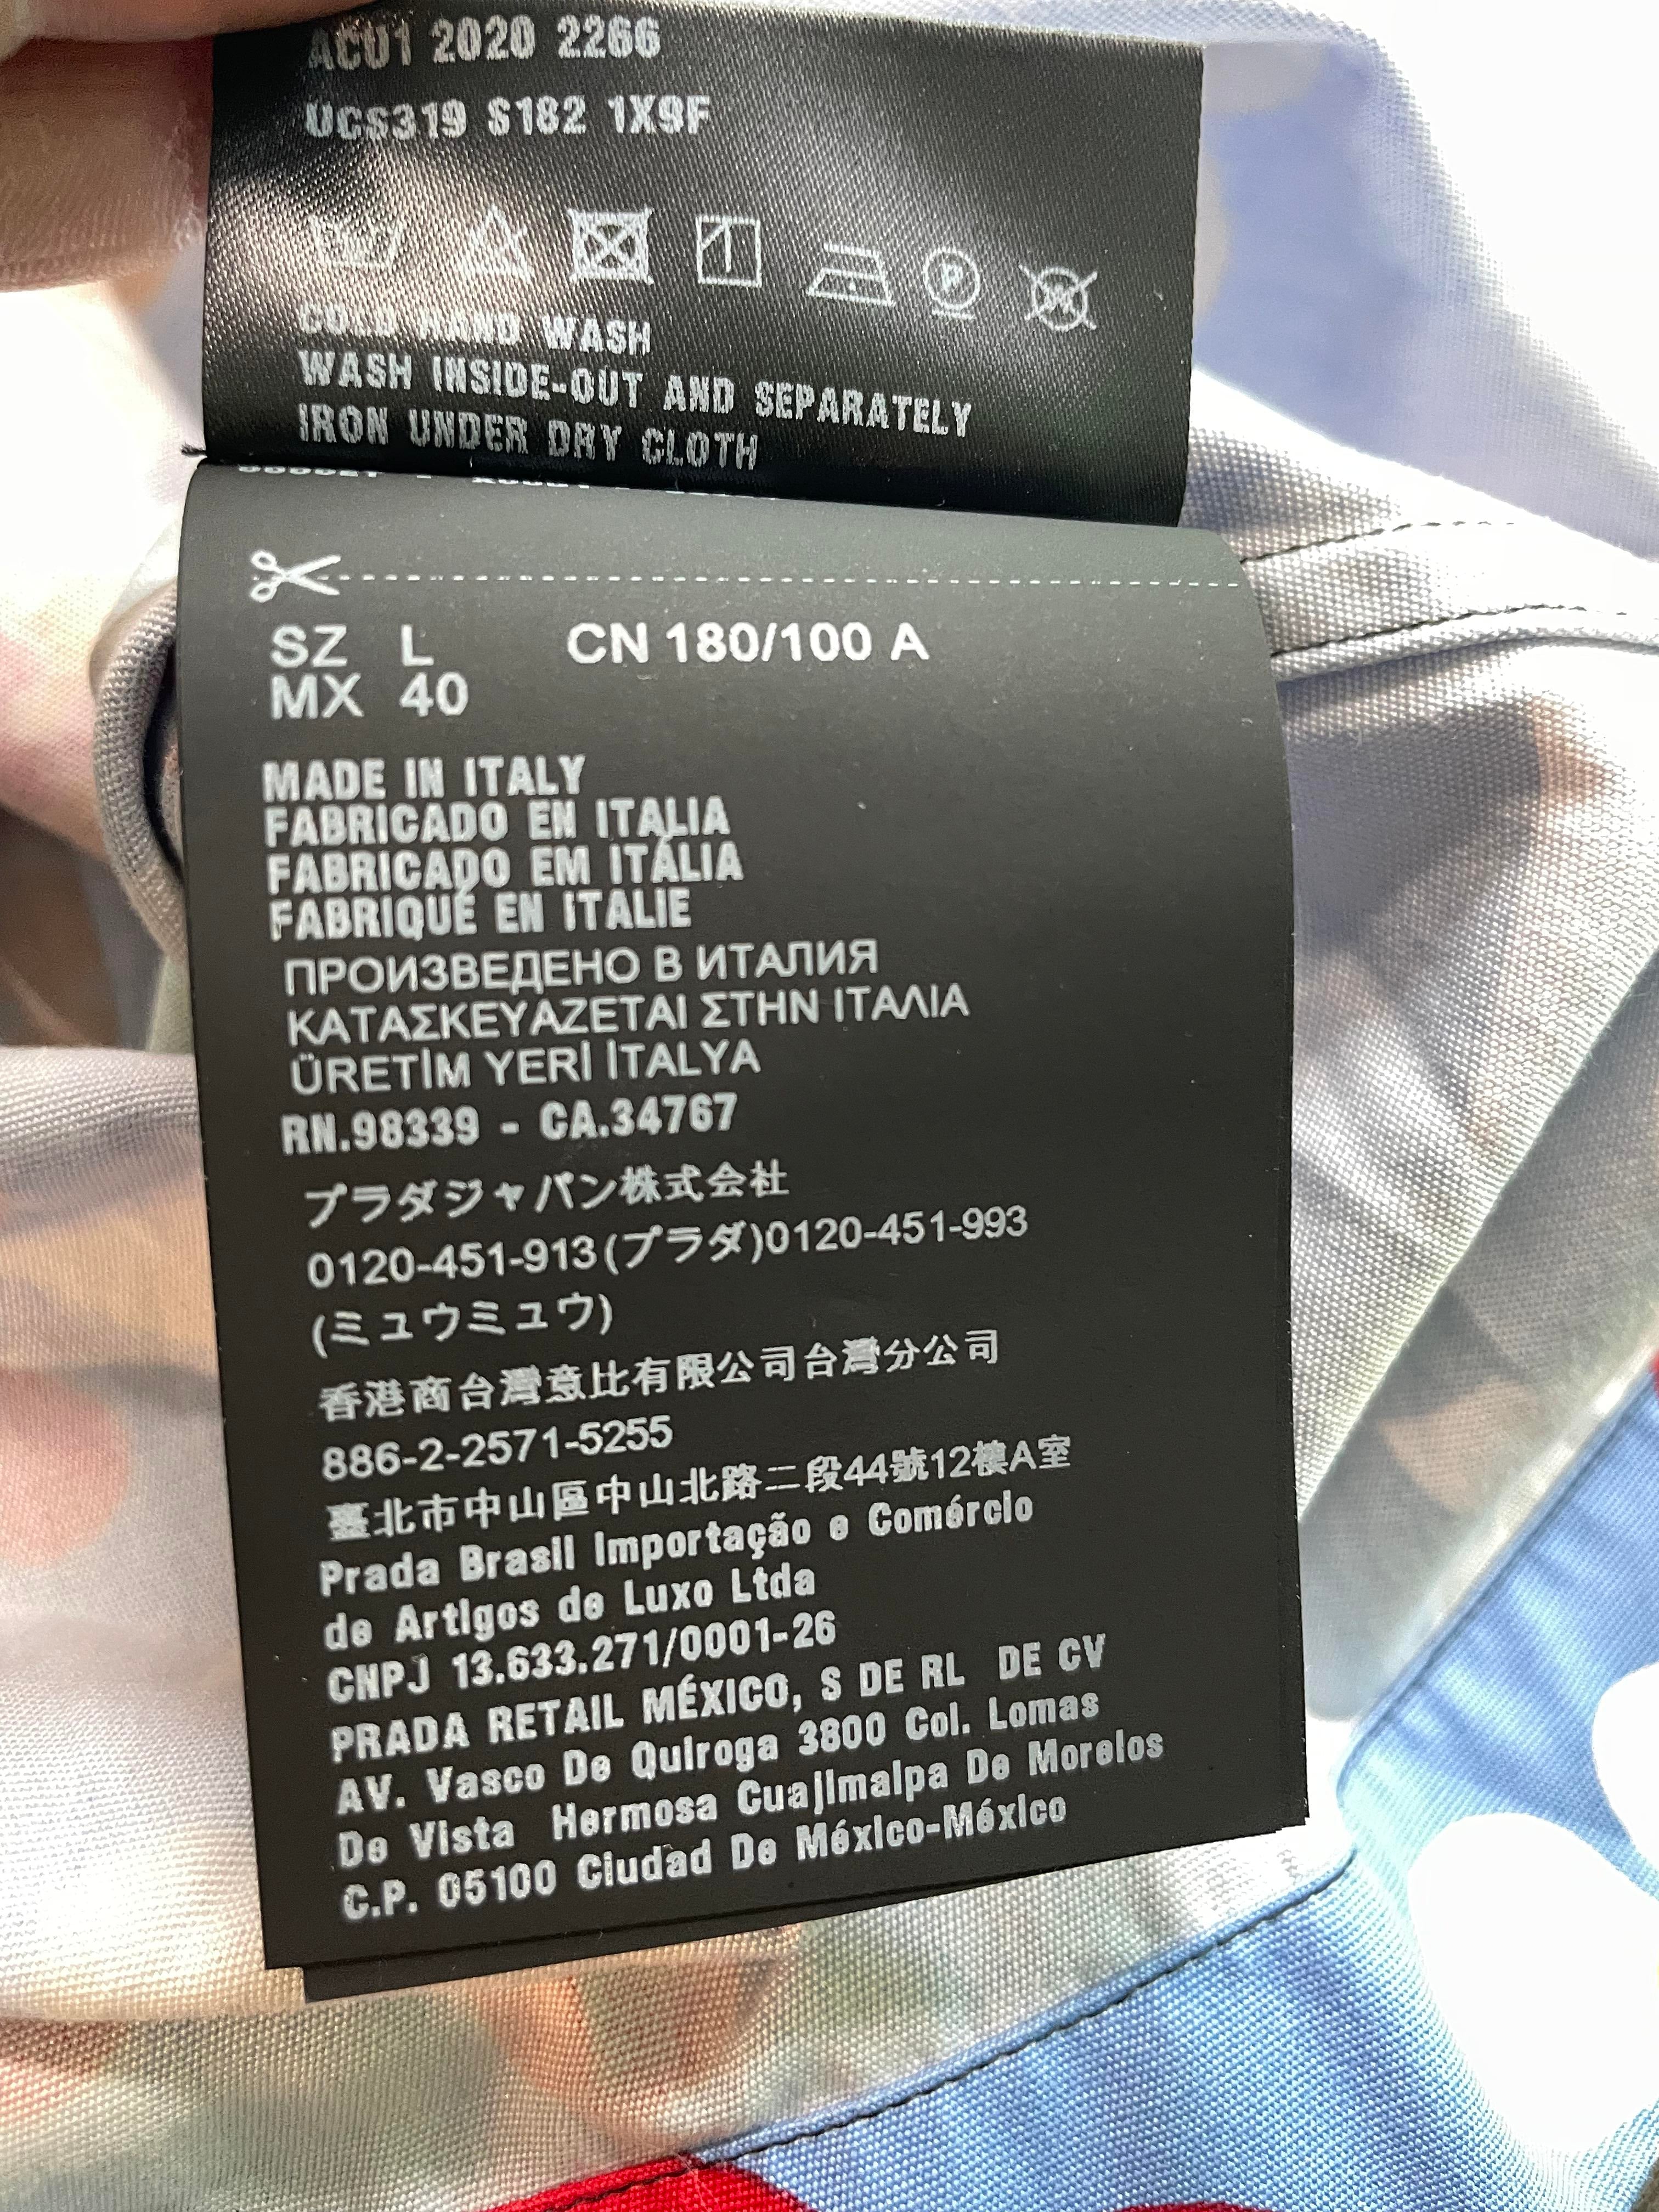 ACU1 2020 2266
UCS319 S182 1X9F
P
COLD HAND WASH
WASH INSIDE-OUT AND SEPARATELY
IRON UNDER DRY CLOTH
SZ L CN 180/100 A
MX 40
MADE IN ITALY
FABRICADO EN ITALIA
FABRICADO EM ITÁLIA
FABRIQUÉ EN ITALIE
ПРОИЗВЕДЕНО В ИТАЛИЯ
ΚΑΤΑΣΚΕΥΑΖΕΤΑΙ ΣΤΗΝ ΙΤΑΛΙΑ
ÜRETİM YERİ İTALYA
RN.98339 - CA.34767
プラダジャパン株式会社
0120-451-913(プラダ)0120-451-993
(ミュウミュウ)
香港商台灣意比有限公司台灣分公司
886-2-2571-5255
臺北市中山區中山北路二段44號12樓A室
Prada Brasil Importação e Comércio
de Artigos de Luxo Ltda
CNPJ 13.633.271/0001-26
PRADA RETAIL MÉXICO, S DE RL DE CV
AV. Vasco De Quiroga 3800 Col. Lomas
De Vista Hermosa Cuajimalpa De Morelos
C.P. 05100 Ciudad De México-México